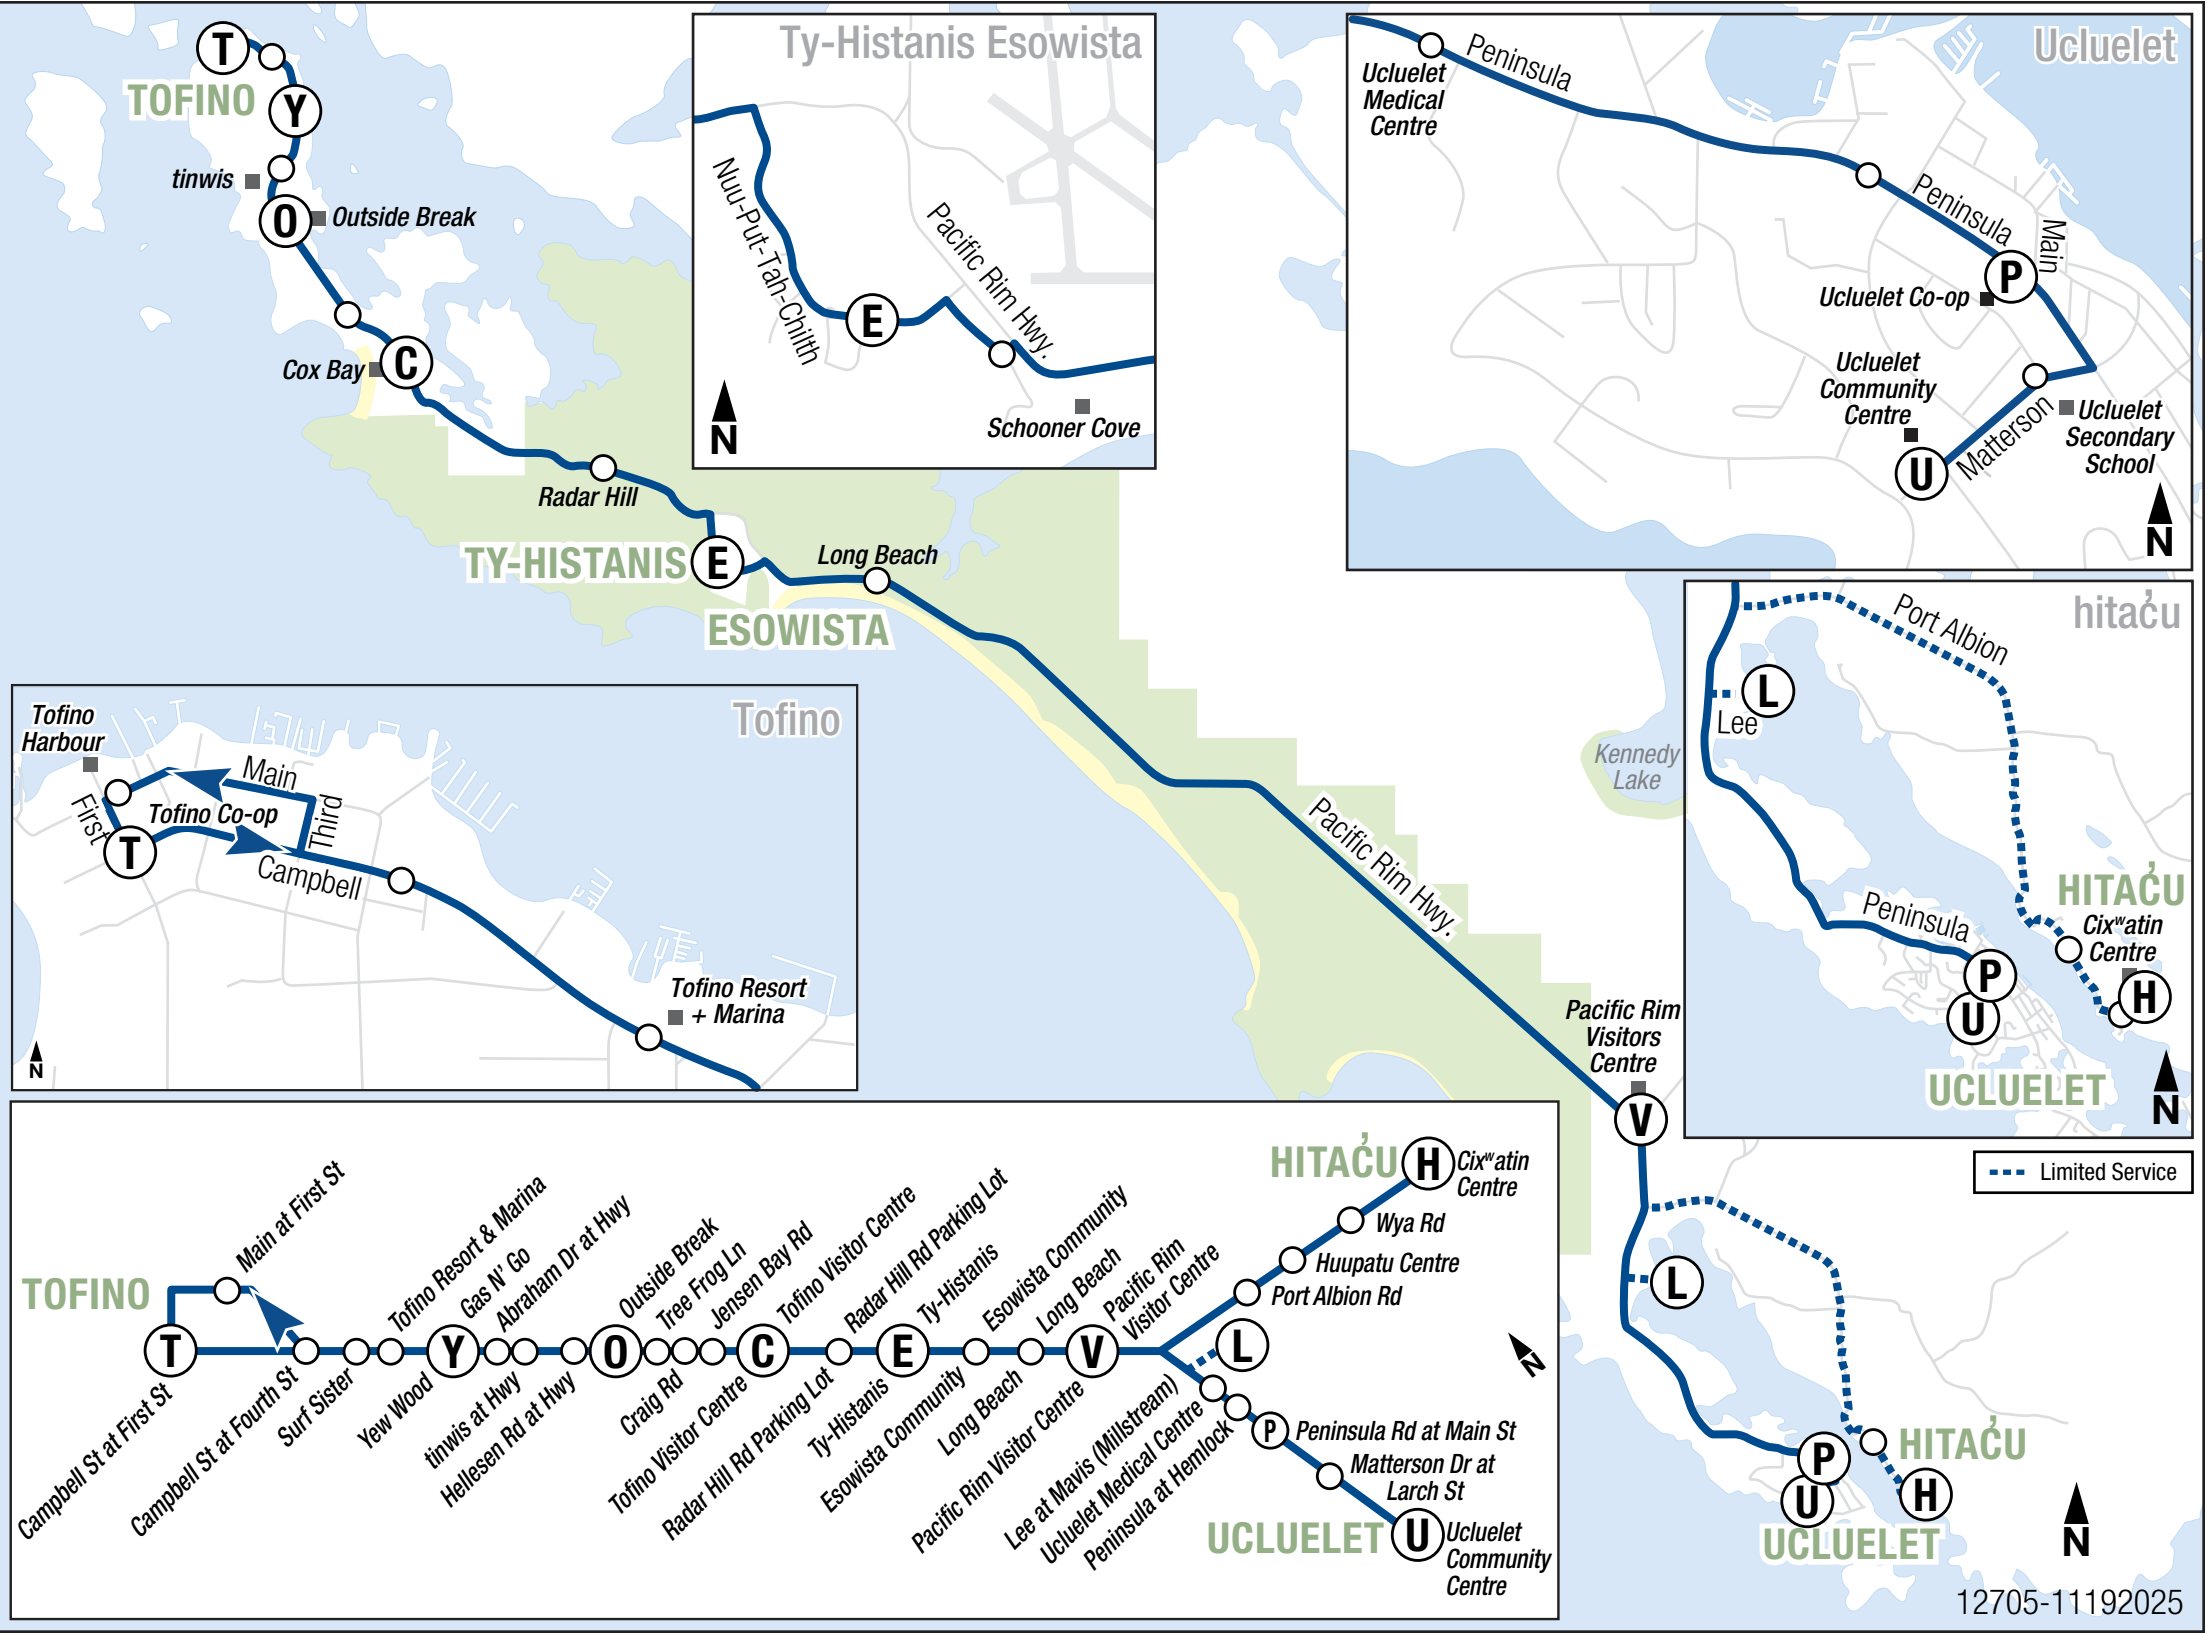 T
TOFINO
Y
tinwis
O
Outside Break
C
Cox Bay
Radar Hill
TY-HISTANIS
E
ESOWISTA
Long Beach
Pacific Rim Hwy.
Kennedy
Lake
Pacific Rim
Visitors
Centre
V
L
P
U
UCLUELET
HITAC̓U
H
N
12705-11192025
Limited Service
Ty-Histanis Esowista
Nuu-Put-Tah-Chilth
Pacific Rim Hwy.
E
Schooner Cove
N
Ucluelet
Ucluelet
Medical
Centre
Peninsula
Peninsula
Main
P
Ucluelet Co-op
Ucluelet
Community
Centre
U
Matterson
Ucluelet
Secondary
School
N
hitac̓u
Port Albion
L
Lee
Peninsula
P
U
UCLUELET
HITAC̓U
Cixʷatin
Centre
H
N
Tofino
Tofino
Harbour
Main
First
Tofino Co-op
Third
T
Campbell
Tofino Resort
+ Marina
N
TOFINO
T
Main at First St
Campbell St at First St
Campbell St at Fourth St
Surf Sister
Tofino Resort & Marina
Yew Wood
Y
Gas N' Go
tinwis at Hwy
Abraham Dr at Hwy
Hellesen Rd at Hwy
O
Outside Break
Tree Frog Ln
Craig Rd
Jensen Bay Rd
C
Tofino Visitor Centre
Tofino Visitor Centre
Radar Hill Rd Parking Lot
Radar Hill Rd Parking Lot
E
Ty-Histanis
Ty-Histanis
Esowista Community
Esowista Community
Long Beach
Long Beach
V
Pacific Rim
Visitor Centre
Pacific Rim Visitor Centre
HITAC̓U
H
Cixʷatin
Centre
Wya Rd
Huupatu Centre
Port Albion Rd
L
Lee at Mavis (Millstream)
Ucluelet Medical Centre
Peninsula at Hemlock
P
Peninsula Rd at Main St
Matterson Dr at
Larch St
UCLUELET
U
Ucluelet
Community
Centre
N